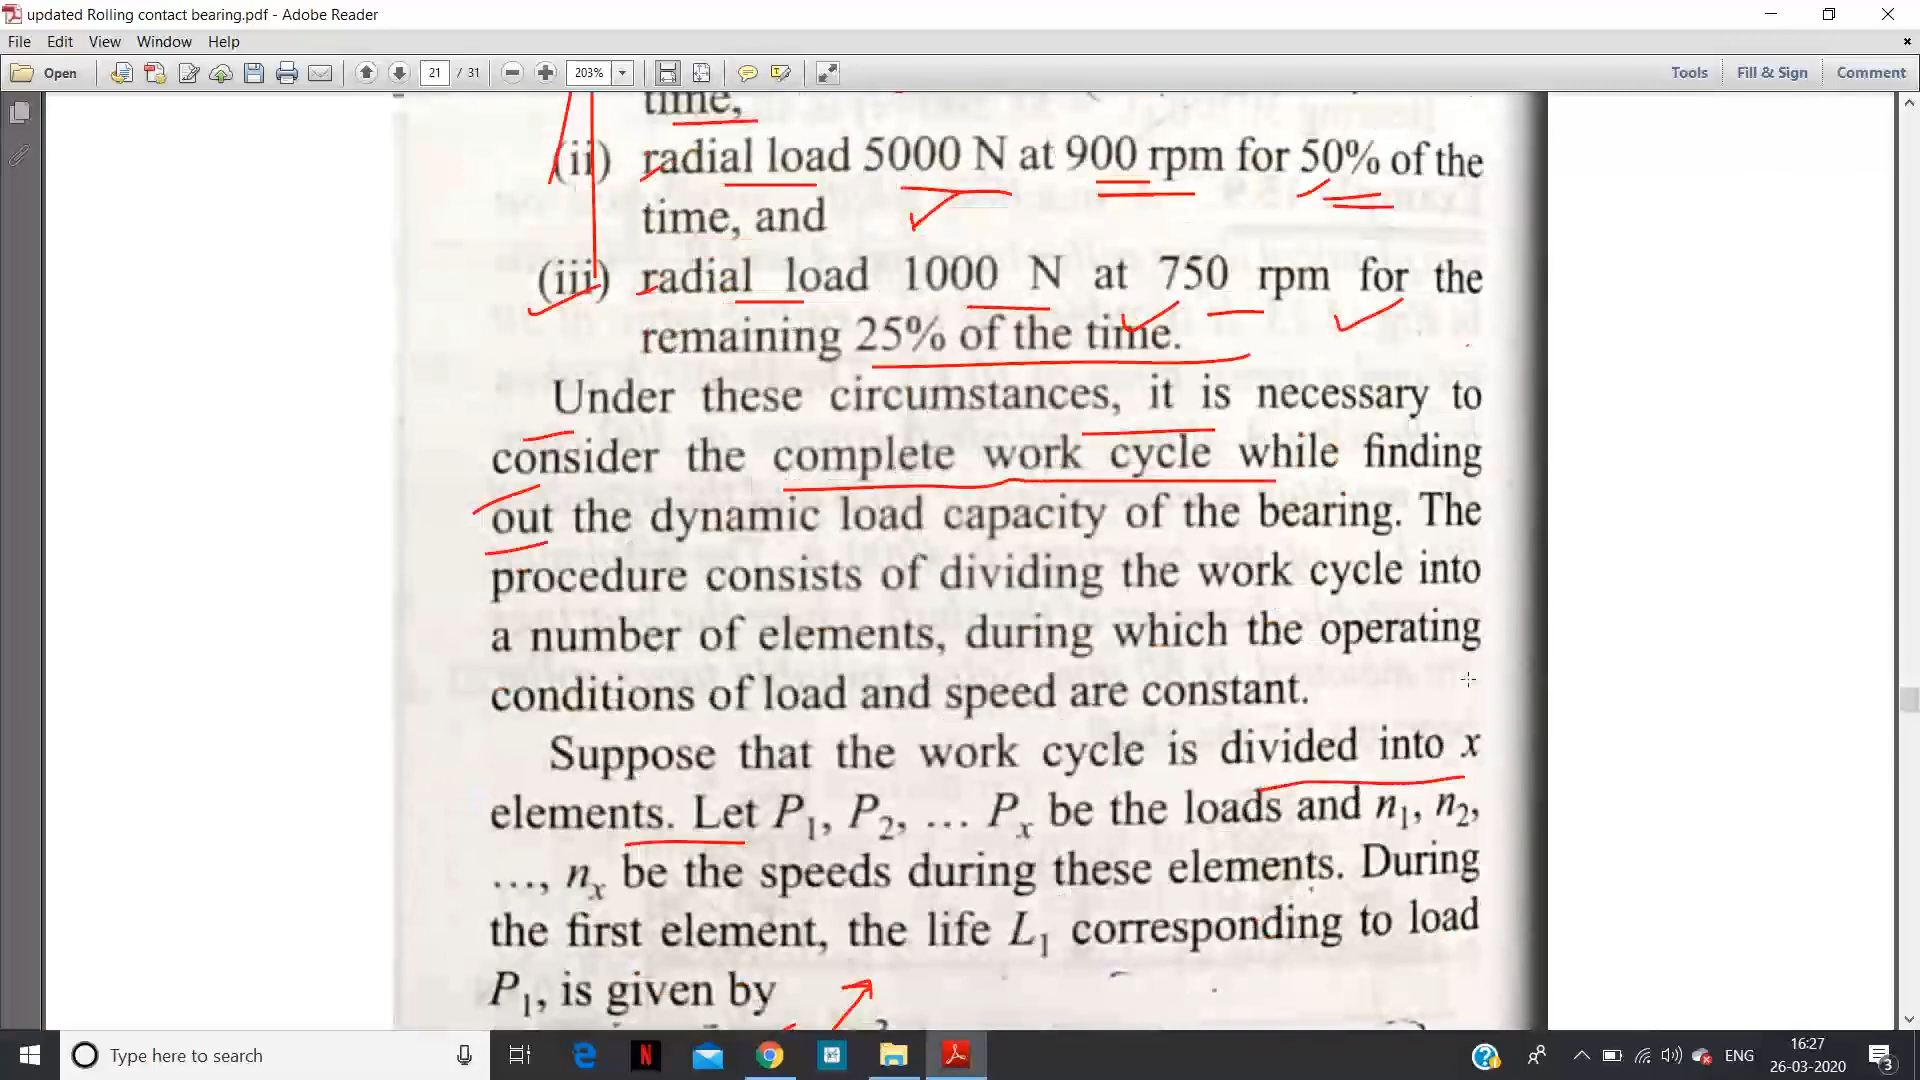 updated Rolling contact bearing.pdf - Adobe Reader
File Edit View Window Help
Open 21 / 31 203% Tools Fill & Sign Comment
time,
(ii) radial load 5000 N at 900 rpm for 50% of the
time, and
(iii) radial load 1000 N at 750 rpm for the
remaining 25% of the time.
Under these circumstances, it is necessary to
consider the complete work cycle while finding
out the dynamic load capacity of the bearing. The
procedure consists of dividing the work cycle into
a number of elements, during which the operating
conditions of load and speed are constant.
Suppose that the work cycle is divided into x
elements. Let P₁, P₂, ... Pₓ be the loads and n₁, n₂,
..., nₓ be the speeds during these elements. During
the first element, the life L₁ corresponding to load
P₁, is given by
Type here to search
ENG
16:27
26-03-2020
3